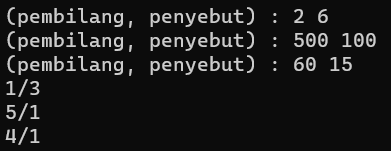 (pembilang, penyebut) : 2 6
(pembilang, penyebut) : 500 100
(pembilang, penyebut) : 60 15
1/3
5/1
4/1